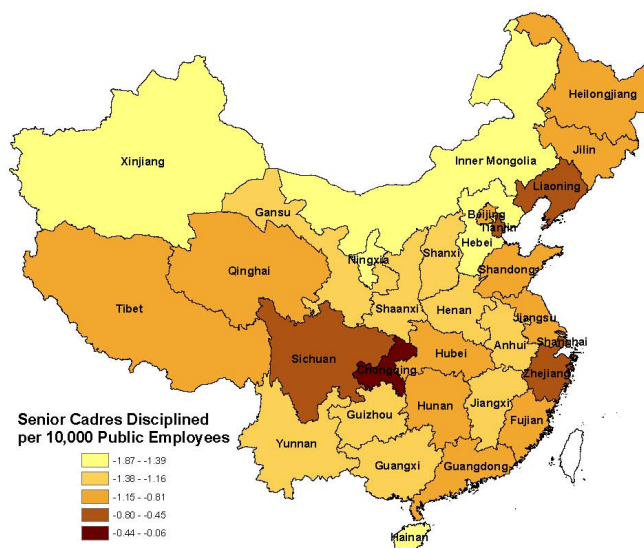 Heilongjiang
Jilin
Xinjiang
Inner Mongolia
Liaoning
Gansu
Beijing
Tianjin
Hebei
Ningxia
Shanxi
Qinghai
Shandong
Tibet
Shaanxi
Henan
Jiangsu
Anhui
Shanghai
Sichuan
Hubei
Chongqing
Zhejiang
Hunan
Jiangxi
Guizhou
Fujian
Yunnan
Guangxi
Guangdong
Hainan
Senior Cadres Disciplined
per 10,000 Public Employees
-1.87 - -1.39
-1.38 - -1.16
-1.15 - -0.81
-0.80 - -0.45
-0.44 - -0.06